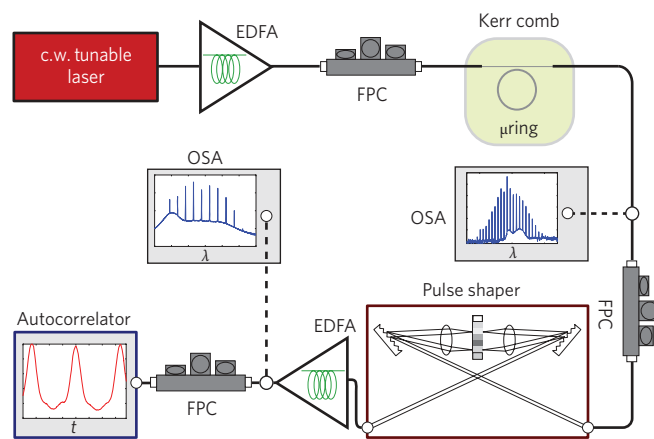 Kerr comb
EDFA
c.w. tunable
laser
FPC
μring
OSA
λ
OSA
λ
Pulse shaper
FPC
Autocorrelator
EDFA
t
FPC